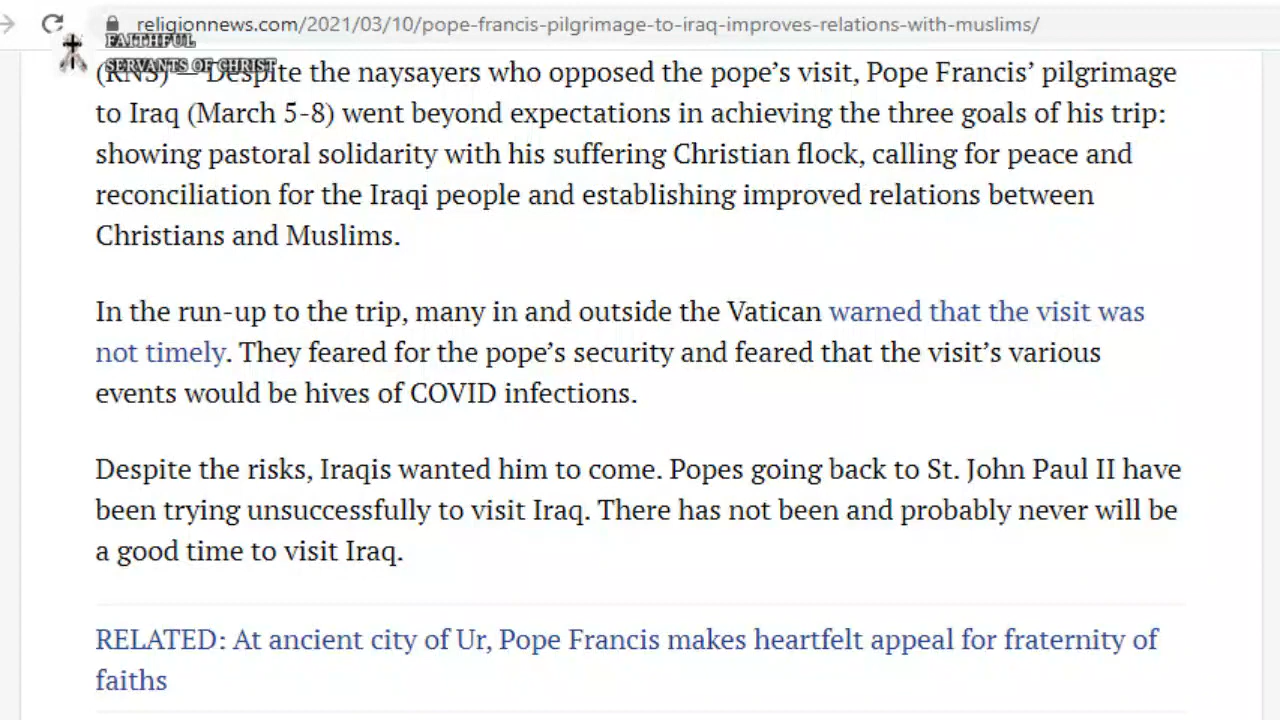 religionnews.com/2021/03/10/pope-francis-pilgrimage-to-iraq-improves-relations-with-muslims/
FAITHFUL
SERVANTS OF CHRIST
(RNS) — Despite the naysayers who opposed the pope’s visit, Pope Francis’ pilgrimage
to Iraq (March 5-8) went beyond expectations in achieving the three goals of his trip:
showing pastoral solidarity with his suffering Christian flock, calling for peace and
reconciliation for the Iraqi people and establishing improved relations between
Christians and Muslims.
In the run-up to the trip, many in and outside the Vatican warned that the visit was
not timely. They feared for the pope’s security and feared that the visit’s various
events would be hives of COVID infections.
Despite the risks, Iraqis wanted him to come. Popes going back to St. John Paul II have
been trying unsuccessfully to visit Iraq. There has not been and probably never will be
a good time to visit Iraq.
RELATED: At ancient city of Ur, Pope Francis makes heartfelt appeal for fraternity of
faiths